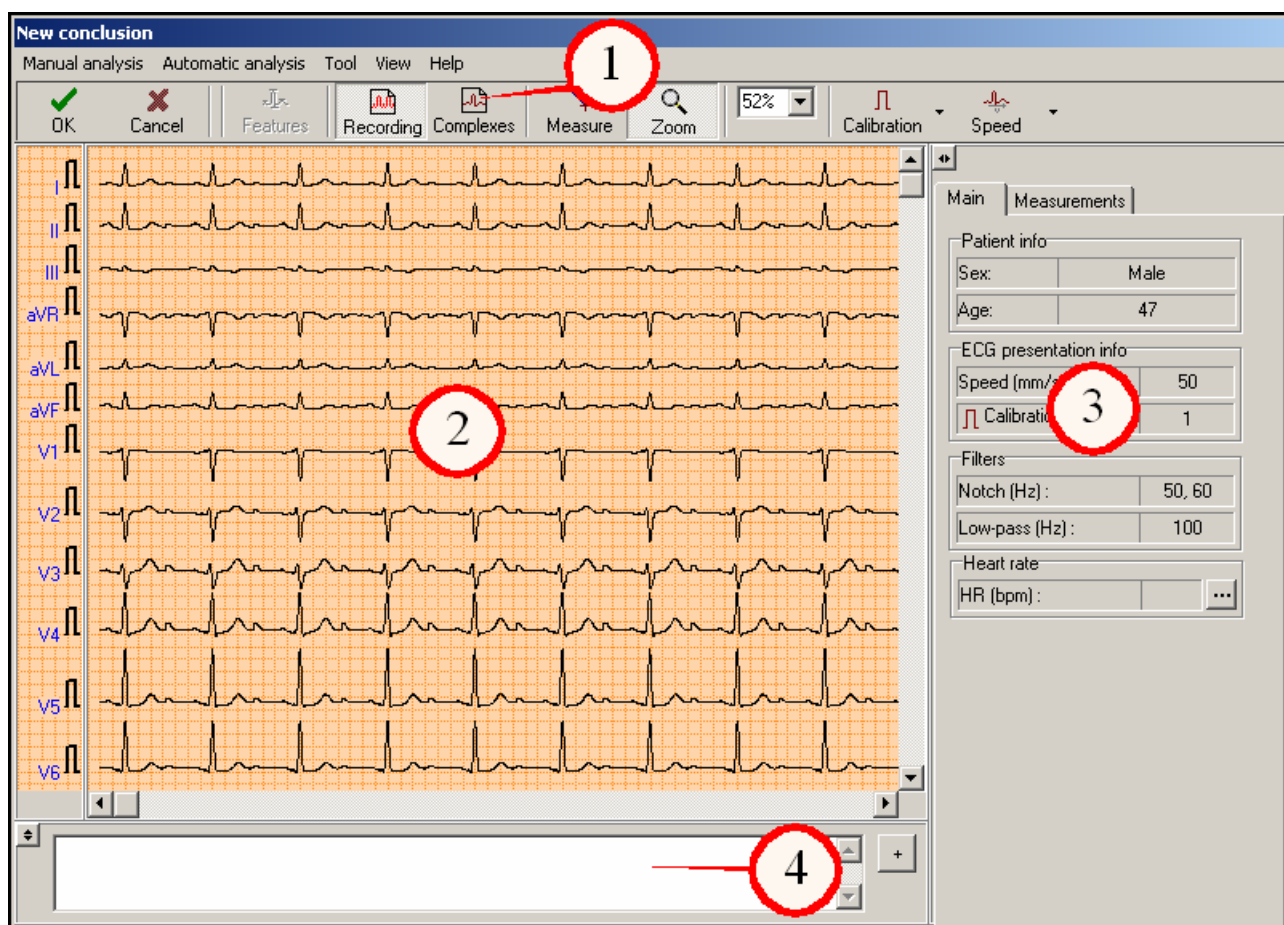 New conclusion
Manual analysis Automatic analysis Tool View Help
1
OK Cancel Features Recording Complexes Measure Zoom 52% Calibration Speed
I
II
III
aVR
aVL
aVF
V1
V2
V3
V4
V5
V6
2
Main Measurements
Patient info
Sex: Male
Age: 47
ECG presentation info
Speed (mm/s 50
Calibratio 1
3
Filters
Notch (Hz) : 50, 60
Low-pass (Hz) : 100
Heart rate
HR (bpm) : ...
4
+